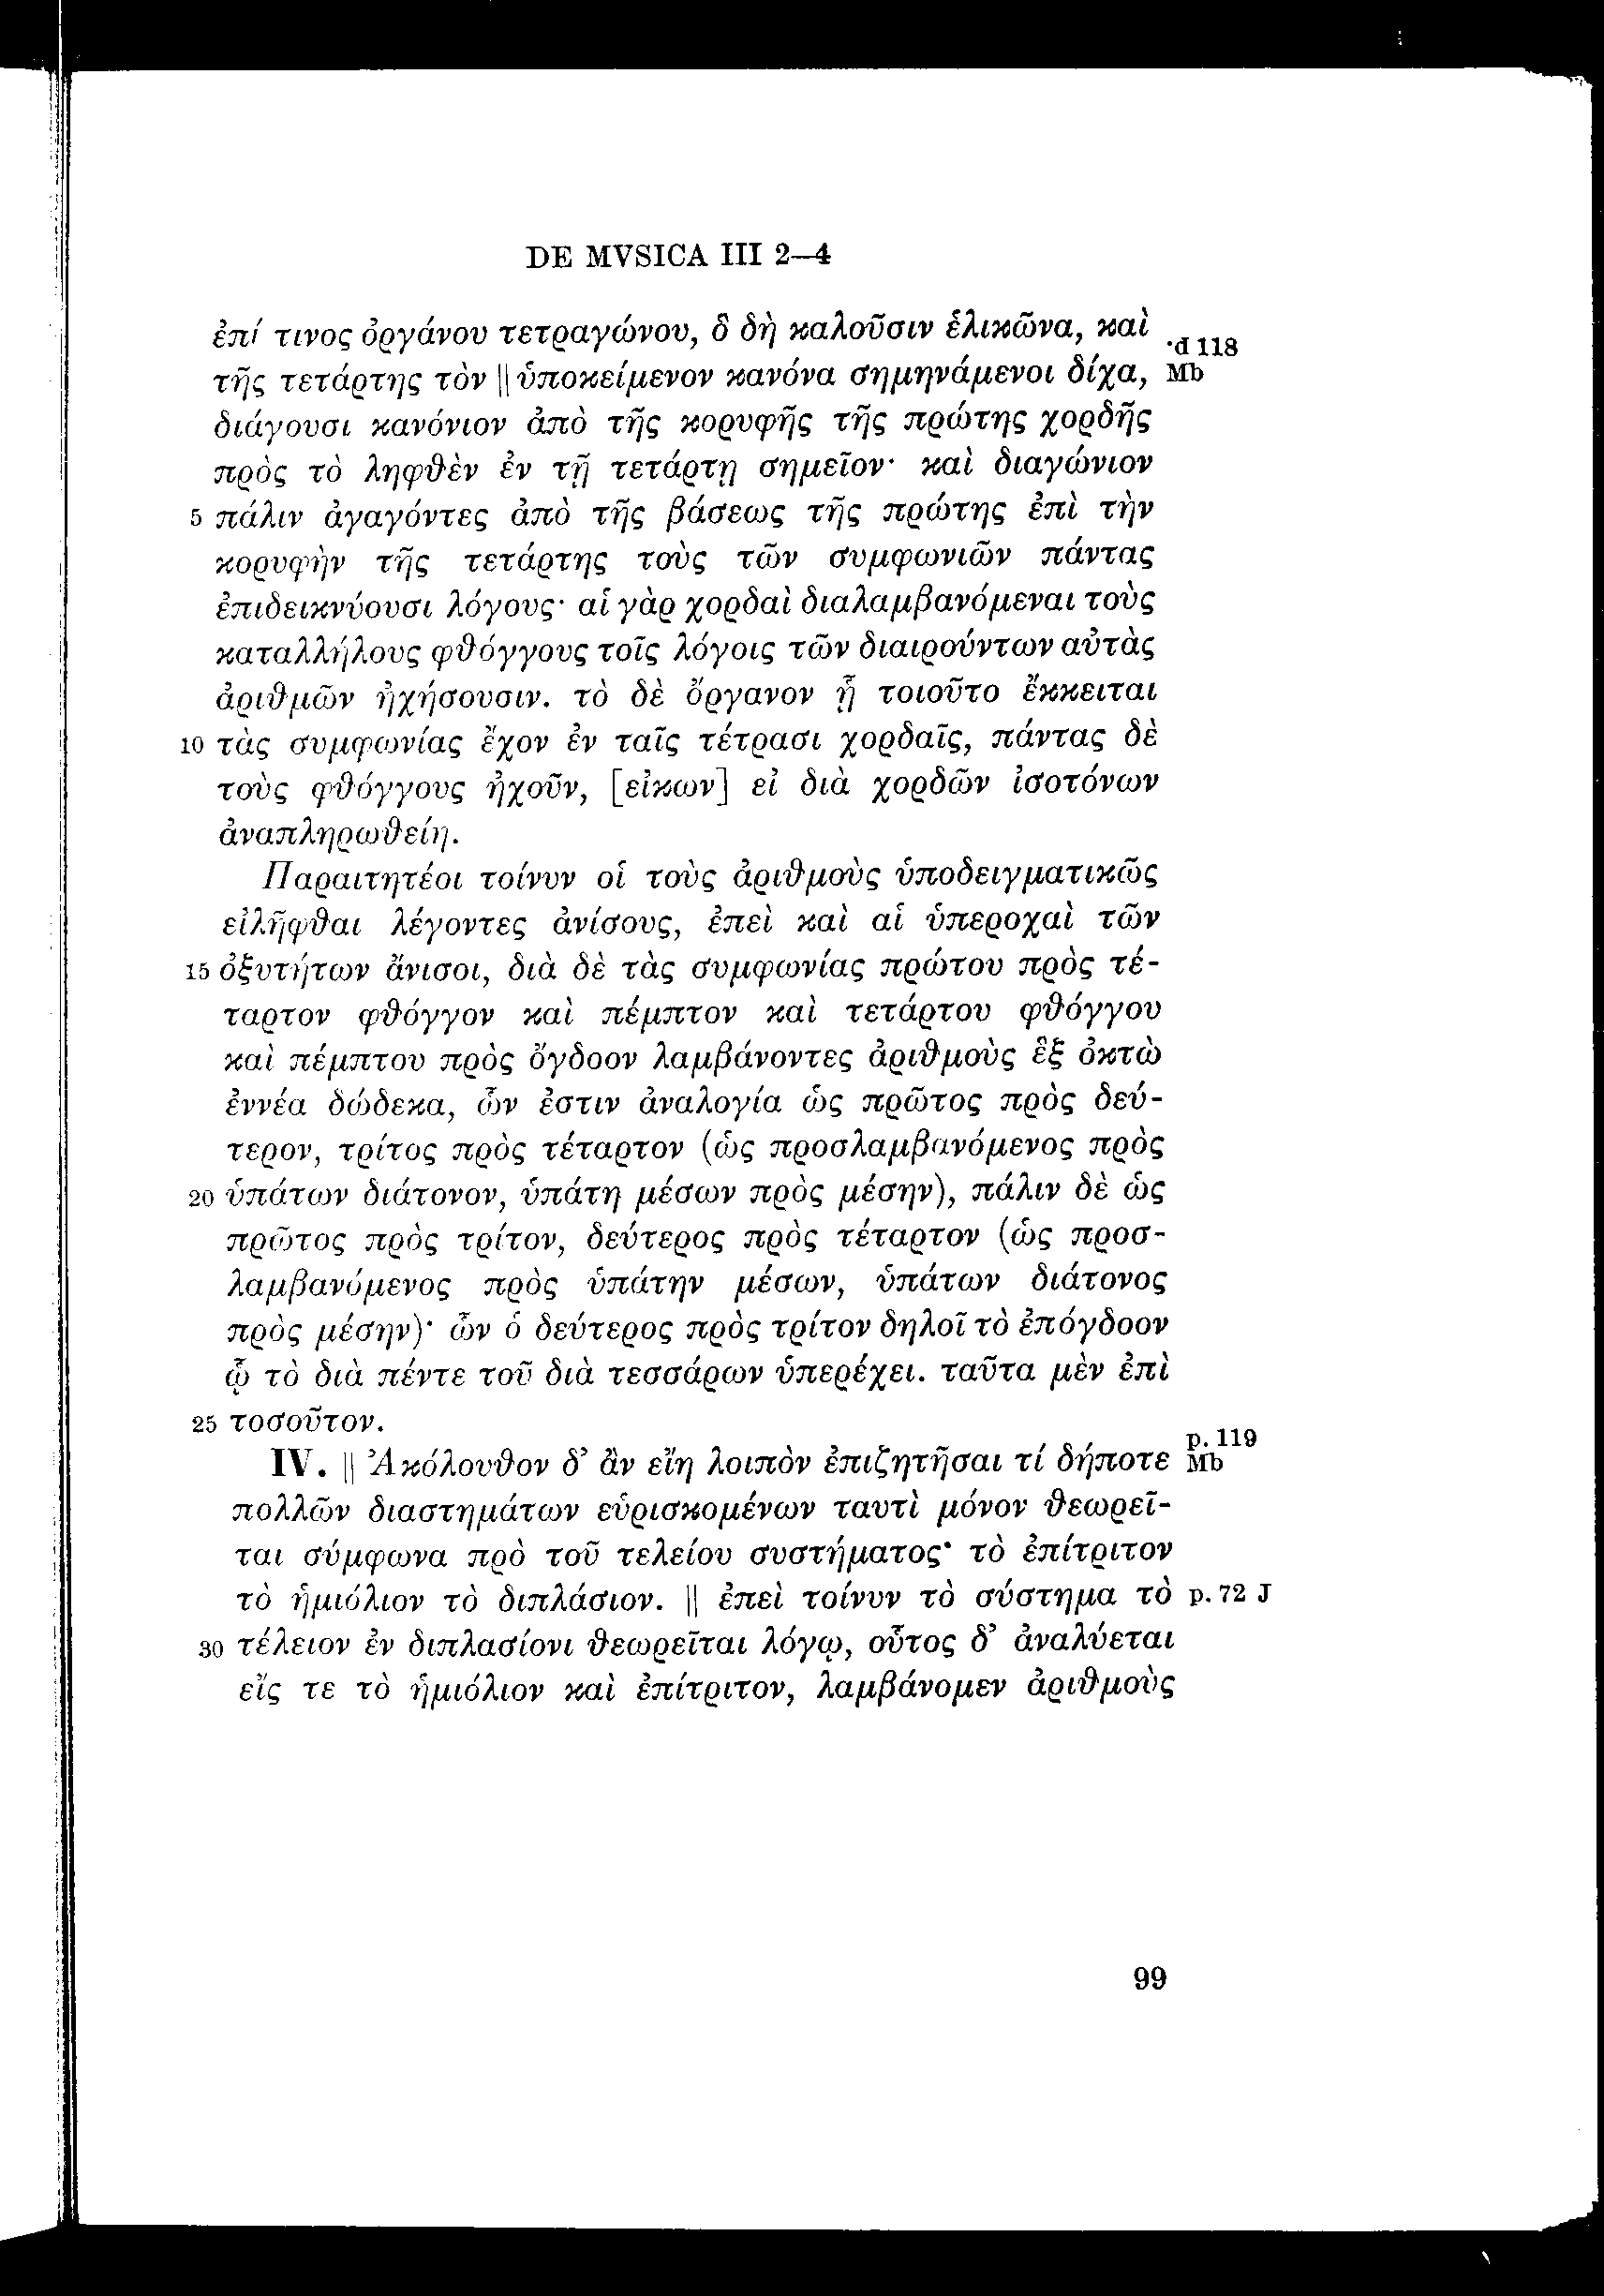 DE MVSICA III 2–4
ἐπί τινος ὀργάνου τετραγώνου, ὃ δὴ καλοῦσιν ἑλικῶνα, καὶ
τῆς τετάρτης τὸν || ὑποκείμενον κανόνα σημηνάμενοι δίχα, ·d 118 Mb
διάγουσι κανόνιον ἀπὸ τῆς κορυφῆς τῆς πρώτης χορδῆς
πρὸς τὸ ληφθὲν ἐν τῇ τετάρτῃ σημεῖον· καὶ διαγώνιον
5 πάλιν ἀγαγόντες ἀπὸ τῆς βάσεως τῆς πρώτης ἐπὶ τὴν
κορυφὴν τῆς τετάρτης τοὺς τῶν συμφωνιῶν πάντας
ἐπιδεικνύουσι λόγους· αἱ γὰρ χορδαὶ διαλαμβανόμεναι τοὺς
καταλλήλους φθόγγους τοῖς λόγοις τῶν διαιρούντων αὐτὰς
ἀριθμῶν ἠχήσουσιν. τὸ δὲ ὄργανον ᾗ τοιοῦτο ἔκκειται
10 τὰς συμφωνίας ἔχον ἐν ταῖς τέτρασι χορδαῖς, πάντας δὲ
τοὺς φθόγγους ἠχοῦν, [εἰκων] εἰ διὰ χορδῶν ἰσοτόνων
ἀναπληρωθείη.
Παραιτητέοι τοίνυν οἱ τοὺς ἀριθμοὺς ὑποδειγματικῶς
εἰλῆφθαι λέγοντες ἀνίσους, ἐπεὶ καὶ αἱ ὑπεροχαὶ τῶν
15 ὀξυτήτων ἄνισοι, διὰ δὲ τὰς συμφωνίας πρώτου πρὸς τέ-
ταρτον φθόγγον καὶ πέμπτον καὶ τετάρτου φθόγγου
καὶ πέμπτου πρὸς ὄγδοον λαμβάνοντες ἀριθμοὺς ἓξ ὀκτὼ
ἐννέα δώδεκα, ὧν ἐστιν ἀναλογία ὡς πρῶτος πρὸς δεύ-
τερον, τρίτος πρὸς τέταρτον (ὡς προσλαμβανόμενος πρὸς
20 ὑπάτων διάτονον, ὑπάτη μέσων πρὸς μέσην), πάλιν δὲ ὡς
πρῶτος πρὸς τρίτον, δεύτερος πρὸς τέταρτον (ὡς προσ-
λαμβανόμενος πρὸς ὑπάτην μέσων, ὑπάτων διάτονος
πρὸς μέσην)· ὧν ὁ δεύτερος πρὸς τρίτον δηλοῖ τὸ ἐπόγδοον
ᾧ τὸ διὰ πέντε τοῦ διὰ τεσσάρων ὑπερέχει. ταῦτα μὲν ἐπὶ
25 τοσοῦτον.
IV. || Ἀκόλουθον δ’ ἂν εἴη λοιπὸν ἐπιζητῆσαι τί δήποτε p. 119 Mb
πολλῶν διαστημάτων εὑρισκομένων ταυτὶ μόνον θεωρεῖ-
ται σύμφωνα πρὸ τοῦ τελείου συστήματος· τὸ ἐπίτριτον
τὸ ἡμιόλιον τὸ διπλάσιον. || ἐπεὶ τοίνυν τὸ σύστημα τὸ p. 72 J
30 τέλειον ἐν διπλασίονι θεωρεῖται λόγῳ, οὗτος δ’ ἀναλύεται
εἴς τε τὸ ἡμιόλιον καὶ ἐπίτριτον, λαμβάνομεν ἀριθμοὺς
99